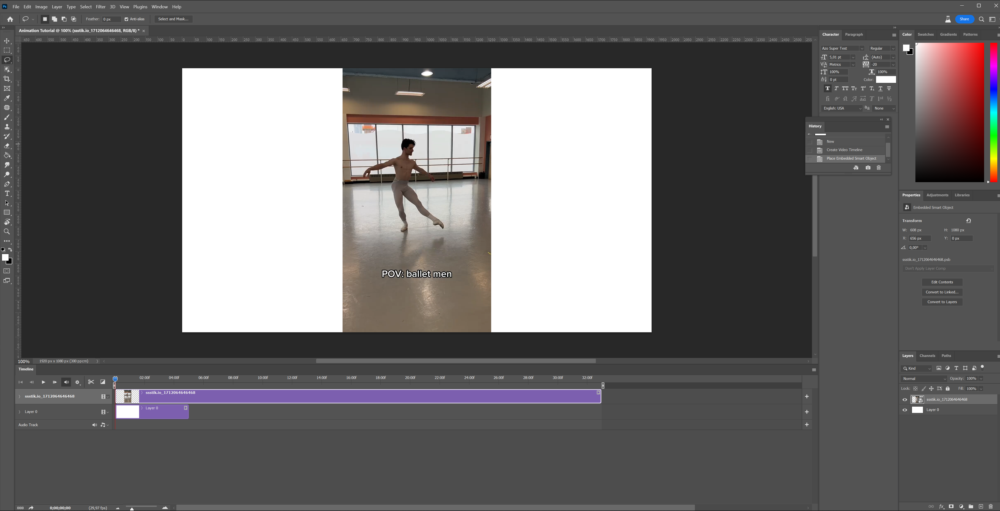 File Edit Image Layer Type Select Filter 3D View Plugins Window Help
Feather: 0 px Anti-alias Select and Mask... Share
Animation Tutorial @ 100% (ssstik.io_1712064646468, RGB/8) *
650 600 550 500 450 400 350 300 250 200 150 100 50 0 50 100 150 200 250 300 350 400 450 500 550 600 650 700 750 800 850 900 950 1000 1050 1100 1150 1200 1250 1300 1350 1400 1450 1500 1550 1600 1650 1700 1750 1800 1850 1900 1950 2000 2050 2100 2150 2200 2250 2300 2350 2400 2450 2500 255
POV: ballet men
100% 1920 px x 1080 px (300 ppcm)
Timeline
02:00f 04:00f 06:00f 08:00f 10:00f 12:00f 14:00f 16:00f 18:00f 20:00f 22:00f 24:00f 26:00f 28:00f 30:00f 32:00f
ssstik.io_1712064646468 ssstik.io_1712064646468
Layer 0 Layer 0
Audio Track
0;00;00;00 (29,97 fps)
Character Paragraph
Azo Super Test Regular
5,01 pt (Auto)
Metrics -20
100% 100%
0 pt Color:
English: USA None
History
New
Create Video Timeline
Place Embedded Smart Object
Color Swatches Gradients Patterns
Properties Adjustments Libraries
Embedded Smart Object
Transform
W: 608 px H: 1080 px
X: 656 px Y: 0 px
0,00°
ssstik.io_1712064646468.psb
Don't Apply Layer Comp
Edit Contents
Convert to Linked...
Convert to Layers
Layers Channels Paths
Kind
Normal Opacity: 100%
Lock: Fill: 100%
ssstik.io_1712064646468
Layer 0